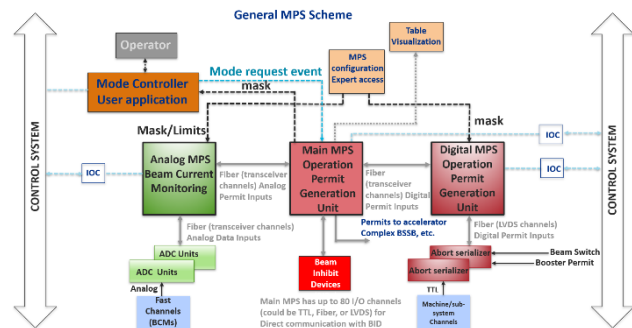 General MPS Scheme
Operator
Mode Controller
User application
Mode request event
mask
MPS
configuration
Expert access
Table
Visualization
mask
Mask/Limits
CONTROL SYSTEM
IOC
Analog MPS
Beam Current
Monitoring
Fiber (transceiver
channels) Analog
Permit Inputs
Main MPS
Operation
Permit
Generation
Unit
Fiber
(transceiver
channels) Digital
Permit Inputs
Digital MPS
Operation
Permit
Generation
Unit
IOC
IOC
CONTROL SYSTEM
Fiber (transceiver channels)
Analog Data Inputs
Permits to accelerator
Complex BSSB, etc.
Fiber (LVDS channels)
Digital Permit Inputs
ADC Units
ADC Units
Analog
Fast
Channels
(BCMs)
Beam
Inhibit
Devices
Main MPS has up to 80 I/O channels
(could be TTL, Fiber, or LVDS) for
Direct communication with BID
Abort serializer
Abort serializer
Beam Switch
Booster Permit
TTL
Machine/sub-
system
Channels